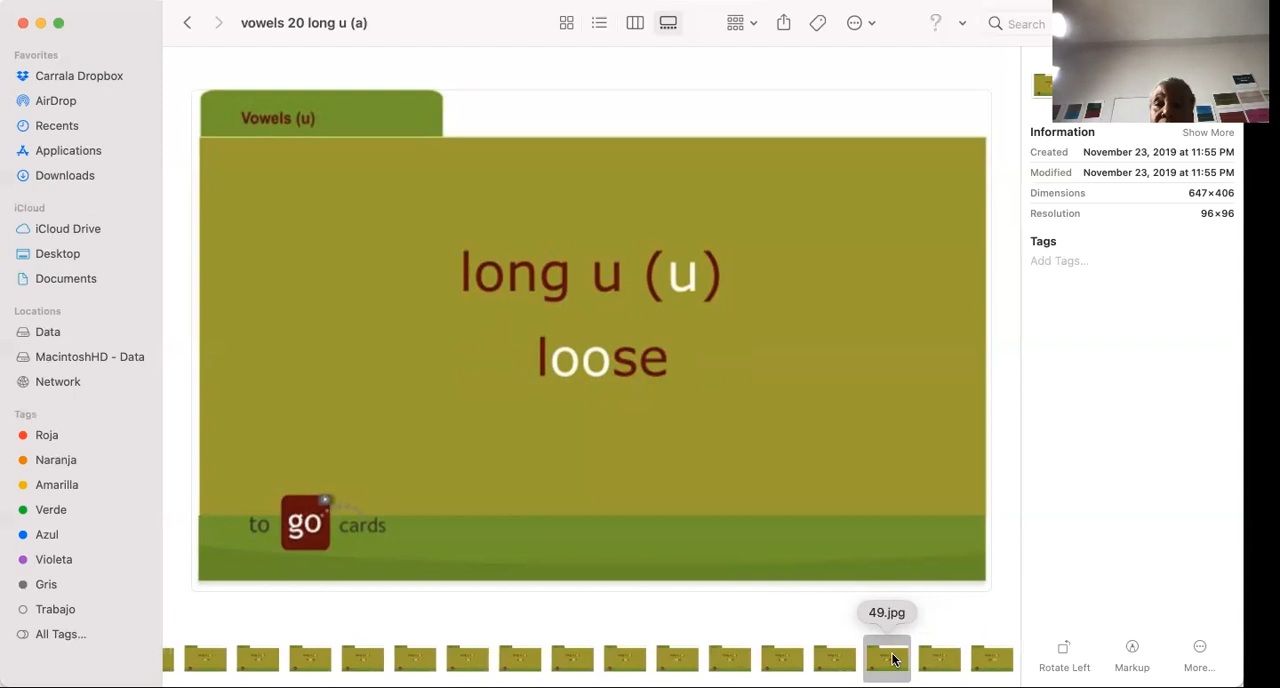 vowels 20 long u (a)
Search
Favorites
Carrala Dropbox
AirDrop
Recents
Applications
Downloads
iCloud
iCloud Drive
Desktop
Documents
Locations
Data
MacintoshHD - Data
Network
Tags
Roja
Naranja
Amarilla
Verde
Azul
Violeta
Gris
Trabajo
All Tags...
Vowels (u)
long u (u)
loose
to go cards
49.jpg
Information Show More
Created November 23, 2019 at 11:55 PM
Modified November 23, 2019 at 11:55 PM
Dimensions 647×406
Resolution 96×96
Tags
Add Tags...
Rotate Left Markup More...